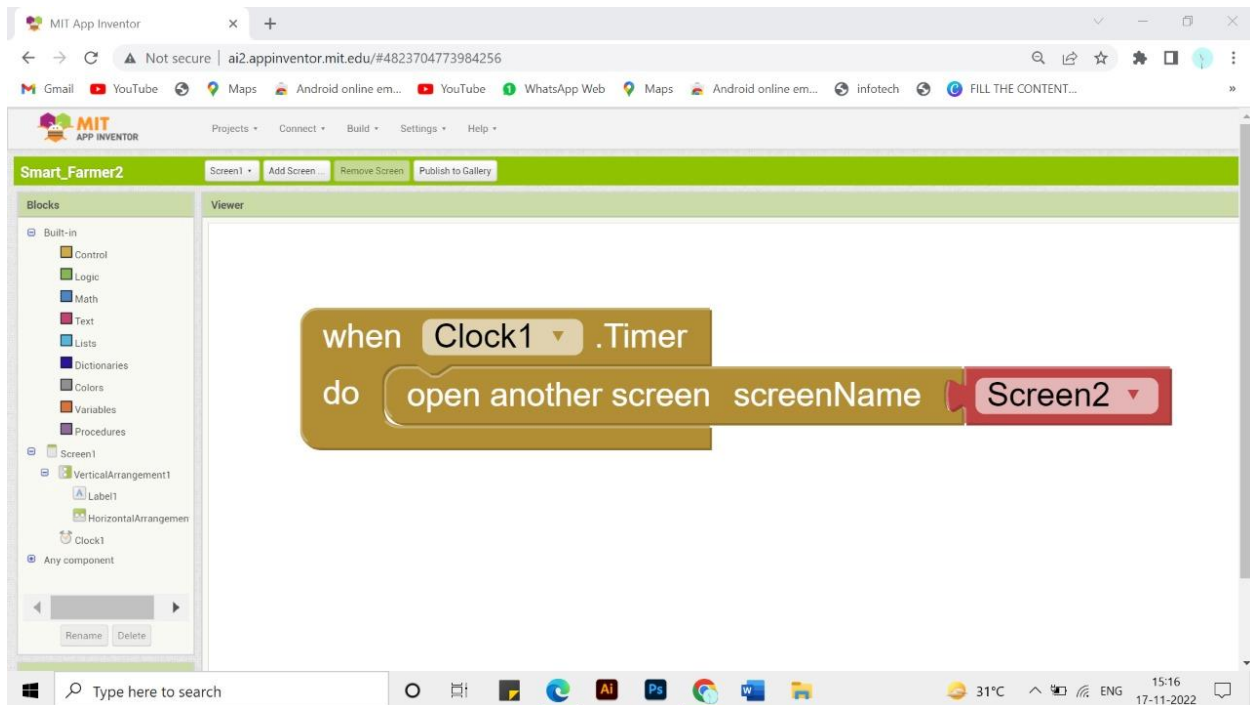 MIT App Inventor
Not secure | ai2.appinventor.mit.edu/#4823704773984256
Gmail YouTube Maps Android online em... YouTube WhatsApp Web Maps Android online em... infotech FILL THE CONTENT... »
MIT
APP INVENTOR
Projects Connect Build Settings Help
Smart_Farmer2 Screen1 Add Screen ... Remove Screen Publish to Gallery
Blocks Viewer
Built-in
Control
Logic
Math
Text
Lists
Dictionaries
Colors
Variables
Procedures
Screen1
VerticalArrangement1
A Label1
HorizontalArrangemen
Clock1
Any component
Rename Delete
when Clock1 .Timer
do open another screen screenName Screen2
Type here to search Ai Ps W 31°C ENG 15:16
17-11-2022